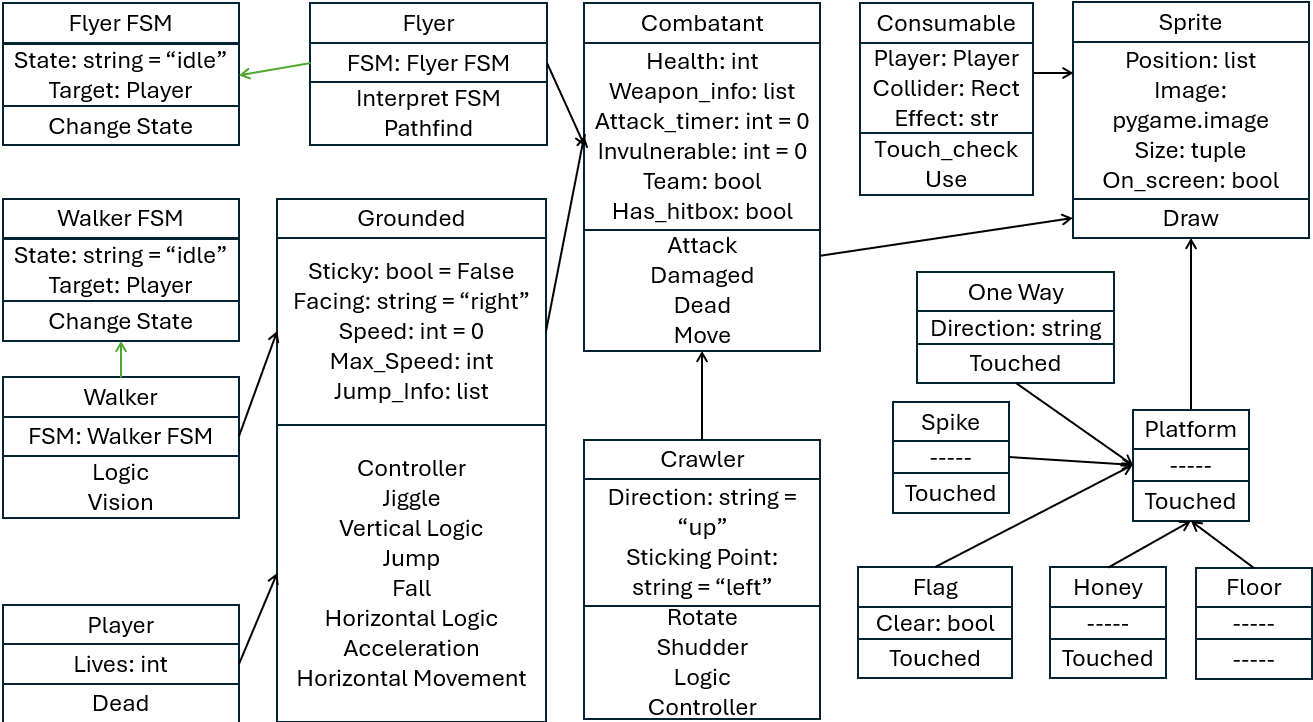 Flyer FSM
State: string = “idle”
Target: Player
Change State
Flyer
FSM: Flyer FSM
Interpret FSM
Pathfind
Combatant
Health: int
Weapon_info: list
Attack_timer: int = 0
Invulnerable: int = 0
Team: bool
Has_hitbox: bool
Attack
Damaged
Dead
Move
Consumable
Player: Player
Collider: Rect
Effect: str
Touch_check
Use
Sprite
Position: list
Image:
pygame.image
Size: tuple
On_screen: bool
Draw
Walker FSM
State: string = “idle”
Target: Player
Change State
Grounded
Sticky: bool = False
Facing: string = “right”
Speed: int = 0
Max_Speed: int
Jump_Info: list
Controller
Jiggle
Vertical Logic
Jump
Fall
Horizontal Logic
Acceleration
Horizontal Movement
One Way
Direction: string
Touched
Walker
FSM: Walker FSM
Logic
Vision
Spike
-----
Touched
Platform
-----
Touched
Crawler
Direction: string =
“up”
Sticking Point:
string = “left”
Rotate
Shudder
Logic
Controller
Player
Lives: int
Dead
Flag
Clear: bool
Touched
Honey
-----
Touched
Floor
-----
-----